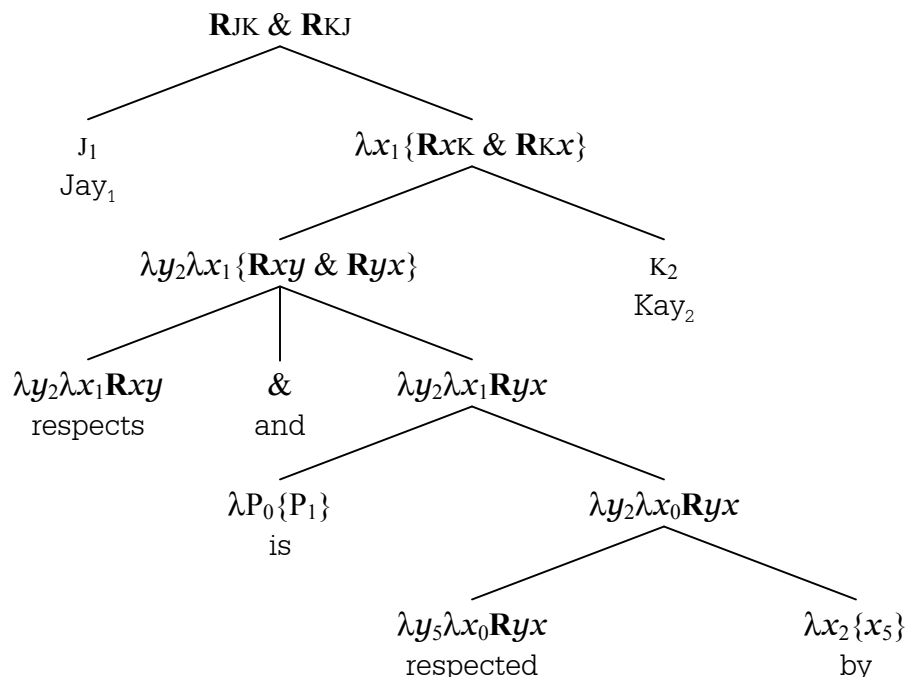 RJK & RKJ
J₁ λx₁{RxK & RKx}
Jay₁
λy₂λx₁{Rxy & Ryx} K₂
Kay₂
λy₂λx₁Rxy & λy₂λx₁Ryx
respects and
λP₀{P₁} λy₂λx₀Ryx
is
λy₅λx₀Ryx λx₂{x₅}
respected by